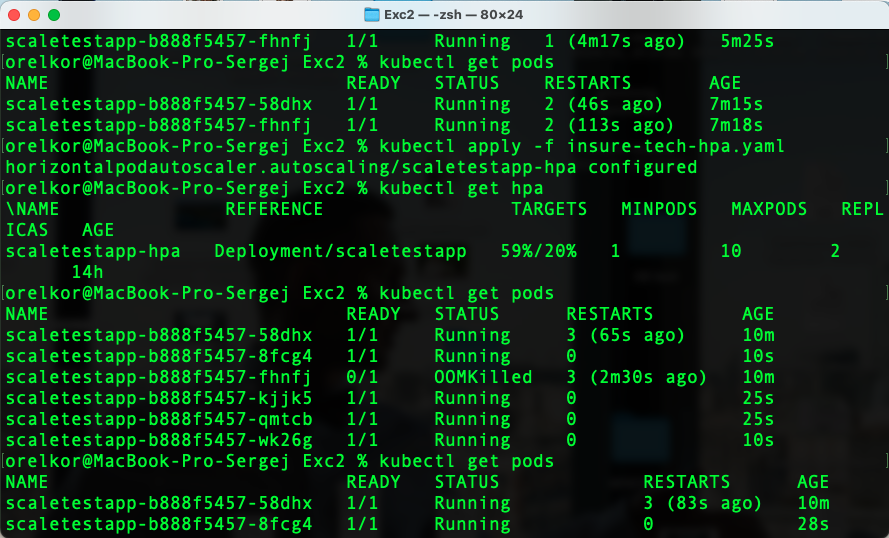 Exc2 — -zsh — 80×24
scaletestapp-b888f5457-fhnfj   1/1     Running   1 (4m17s ago)   5m25s
[orelkor@MacBook-Pro-Sergej Exc2 % kubectl get pods                             ]
NAME                           READY   STATUS    RESTARTS       AGE
scaletestapp-b888f5457-58dhx   1/1     Running   2 (46s ago)    7m15s
scaletestapp-b888f5457-fhnfj   1/1     Running   2 (113s ago)   7m18s
[orelkor@MacBook-Pro-Sergej Exc2 % kubectl apply -f insure-tech-hpa.yaml        ]
horizontalpodautoscaler.autoscaling/scaletestapp-hpa configured
[orelkor@MacBook-Pro-Sergej Exc2 % kubectl get hpa                              ]
\NAME               REFERENCE                 TARGETS   MINPODS   MAXPODS   REPL
ICAS   AGE
scaletestapp-hpa   Deployment/scaletestapp   59%/20%   1         10        2
      14h
[orelkor@MacBook-Pro-Sergej Exc2 % kubectl get pods                             ]
NAME                           READY   STATUS      RESTARTS        AGE
scaletestapp-b888f5457-58dhx   1/1     Running     3 (65s ago)     10m
scaletestapp-b888f5457-8fcg4   1/1     Running     0               10s
scaletestapp-b888f5457-fhnfj   0/1     OOMKilled   3 (2m30s ago)   10m
scaletestapp-b888f5457-kjjk5   1/1     Running     0               25s
scaletestapp-b888f5457-qmtcb   1/1     Running     0               25s
scaletestapp-b888f5457-wk26g   1/1     Running     0               10s
[orelkor@MacBook-Pro-Sergej Exc2 % kubectl get pods                             ]
NAME                           READY   STATUS             RESTARTS      AGE
scaletestapp-b888f5457-58dhx   1/1     Running            3 (83s ago)   10m
scaletestapp-b888f5457-8fcg4   1/1     Running            0             28s